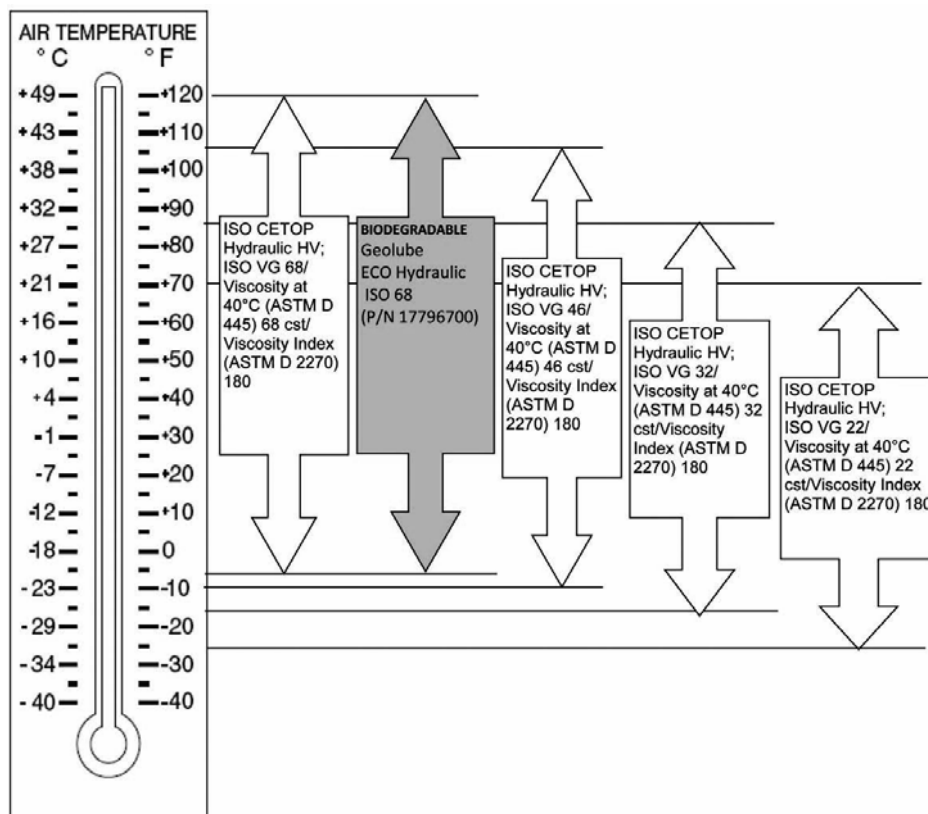 AIR TEMPERATURE
° C ° F
+49 +120
+43 +110
+38 +100
+32 +90
+27 +80
+21 +70
+16 +60
+10 +50
+4 +40
-1 +30
-7 +20
-12 +10
-18 0
-23 -10
-29 -20
-34 -30
-40 -40
ISO CETOP
Hydraulic HV;
ISO VG 68/
Viscosity at
40°C (ASTM D
445) 68 cst/
Viscosity Index
(ASTM D 2270)
180
BIODEGRADABLE
Geolube
ECO Hydraulic
ISO 68
(P/N 17796700)
ISO CETOP
Hydraulic HV;
ISO VG 46/
Viscosity at
40°C (ASTM D
445) 46 cst/
Viscosity Index
(ASTM D
2270) 180
ISO CETOP
Hydraulic HV;
ISO VG 32/
Viscosity at 40°C
(ASTM D 445) 32
cst/Viscosity
Index (ASTM D
2270) 180
ISO CETOP
Hydraulic HV;
ISO VG 22/
Viscosity at 40°C
(ASTM D 445) 22
cst/Viscosity Index
(ASTM D 2270) 180